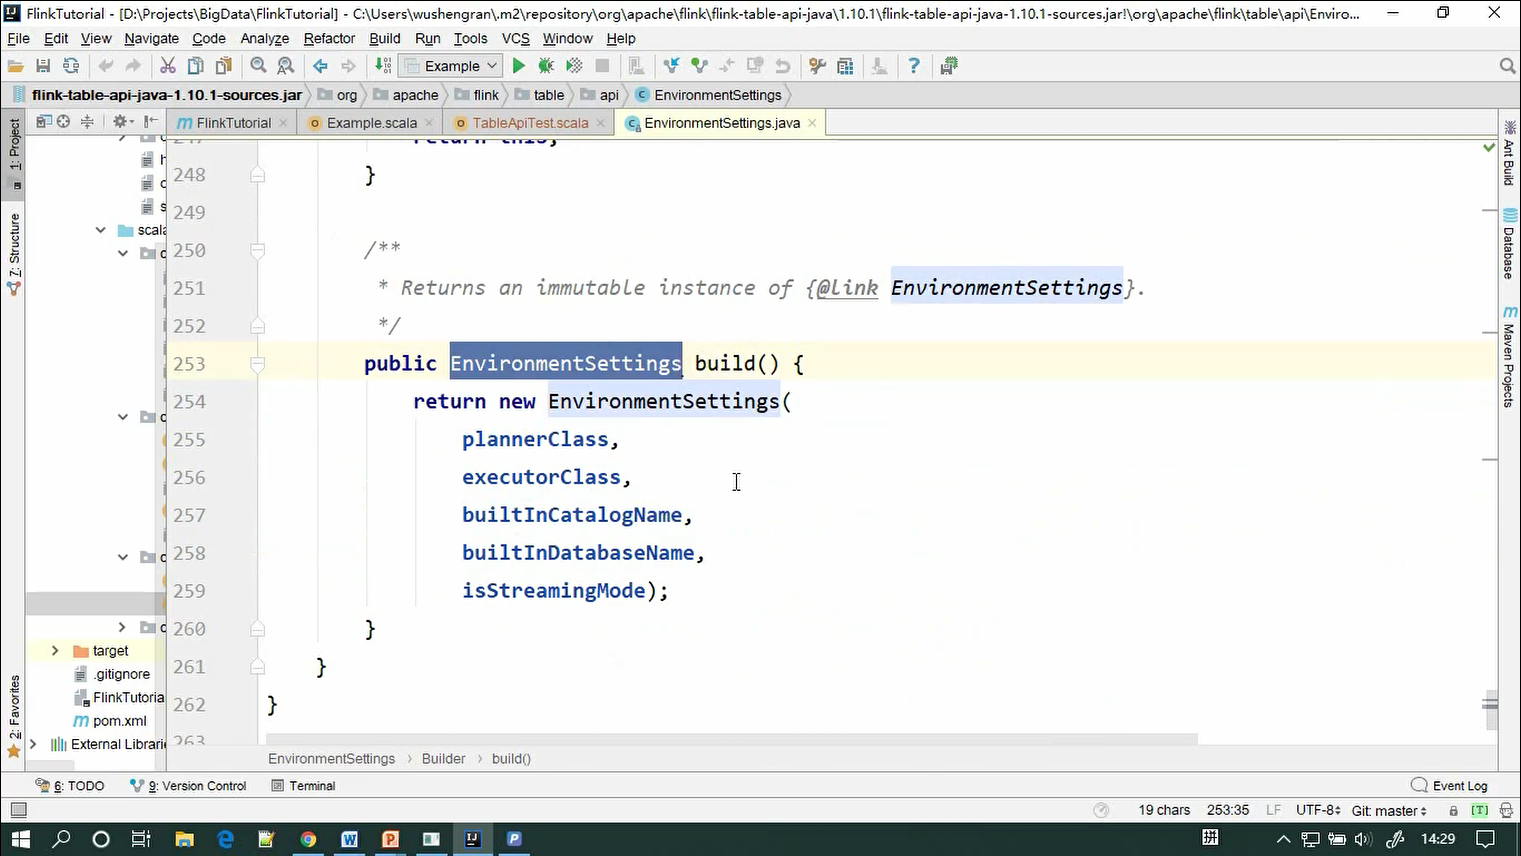 FlinkTutorial - [D:\Projects\BigData\FlinkTutorial] - C:\Users\wushengran\.m2\repository\org\apache\flink\flink-table-api-java\1.10.1\flink-table-api-java-1.10.1-sources.jar!\org\apache\flink\table\api\Enviro...
File Edit View Navigate Code Analyze Refactor Build Run Tools VCS Window Help
Example
flink-table-api-java-1.10.1-sources.jar org apache flink table api EnvironmentSettings
FlinkTutorial Example.scala TableApiTest.scala EnvironmentSettings.java
1: Project
7: Structure
2: Favorites
scala
target
.gitignore
FlinkTutoria
pom.xml
External Librarie
247 return this;
248 }
249
250 /**
251 * Returns an immutable instance of {@link EnvironmentSettings}.
252 */
253 public EnvironmentSettings build() {
254 return new EnvironmentSettings(
255 plannerClass,
256 executorClass,
257 builtInCatalogName,
258 builtInDatabaseName,
259 isStreamingMode);
260 }
261 }
262 }
263
Ant Build
Database
Maven Projects
EnvironmentSettings › Builder › build()
6: TODO 9: Version Control Terminal Event Log
19 chars 253:35 LF UTF-8 Git: master [T]
拼 14:29